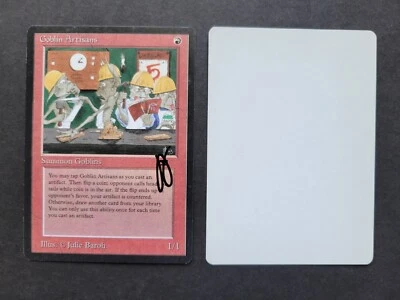 Goblin Artisans
5
Summon Goblins
You may tap Goblin Artisans as you cast an
artifact. Then flip a coin; opponent calls heads or
tails while coin is in the air. If the flip ends up
opponent's favor, your artifact is countered.
Otherwise, draw another card from your library.
You can only use this ability once for each time
you cast an artifact.
Illus. © Julie Baroh
1/1